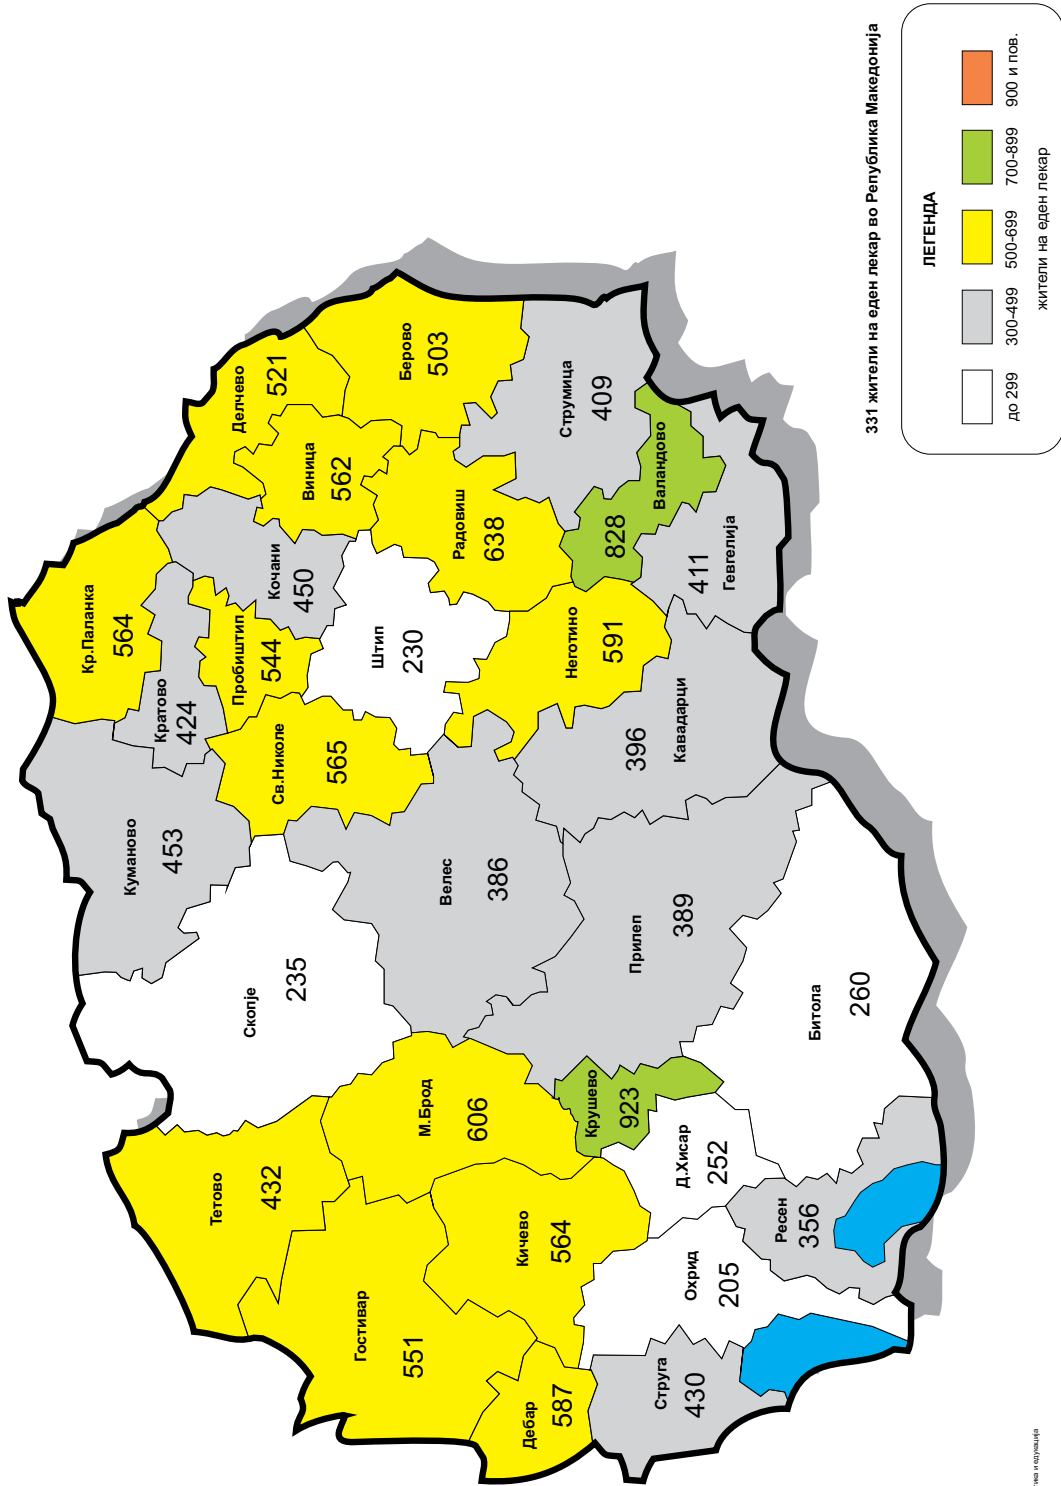 Кр.Паланка
564
Куманово
453
Кратово
424
Тетово
432
Пробиштип
544
Делчево
521
Скопје
235
Св.Николе
565
Кочани
450
Виница
562
Гостивар
551
Штип
230
Берово
503
М.Брод
606
Велес
386
Радовиш
638
Кичево
564
Дебар
587
Струмица
409
Неготино
591
Крушево
923
Прилеп
389
828
Валандово
Струга
430
396
Кавадарци
Д.Хисар
252
Охрид
205
411
Гевгелија
Ресен
356
Битола
260
331 жители на еден лекар во Република Македонија
ЛЕГЕНДА
до 299
300-499
500-699
700-899
900 и пов.
жители на еден лекар
и едукација